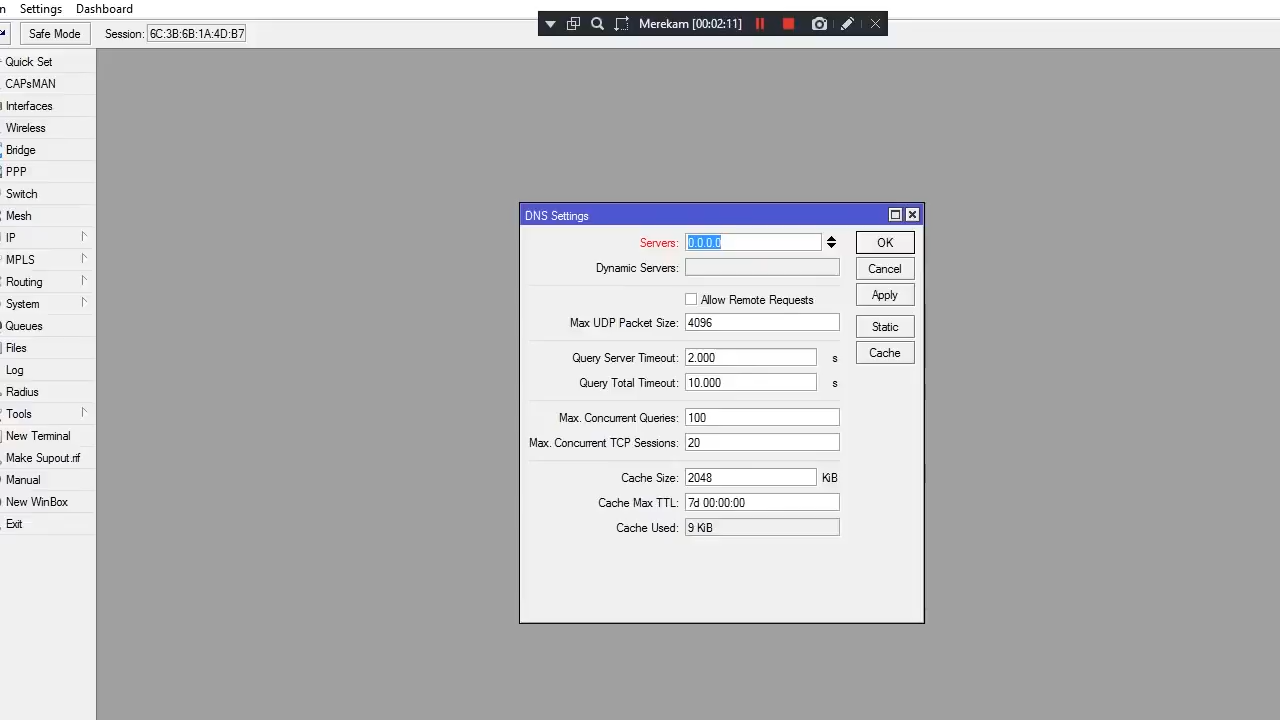 n Settings Dashboard
Merekam [00:02:11]
Safe Mode Session: 6C:3B:6B:1A:4D:B7
Quick Set
CAPsMAN
Interfaces
Wireless
Bridge
PPP
Switch
Mesh
IP
MPLS
Routing
System
Queues
Files
Log
Radius
Tools
New Terminal
Make Supout.rif
Manual
New WinBox
Exit
DNS Settings
Servers: 0.0.0.0
Dynamic Servers:
Allow Remote Requests
Max UDP Packet Size: 4096
Query Server Timeout: 2.000 s
Query Total Timeout: 10.000 s
Max. Concurrent Queries: 100
Max. Concurrent TCP Sessions: 20
Cache Size: 2048 KiB
Cache Max TTL: 7d 00:00:00
Cache Used: 9 KiB
OK
Cancel
Apply
Static
Cache